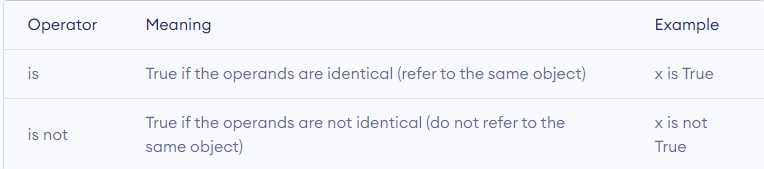 Operator Meaning Example
is True if the operands are identical (refer to the same object) x is True
is not True if the operands are not identical (do not refer to the same object) x is not True